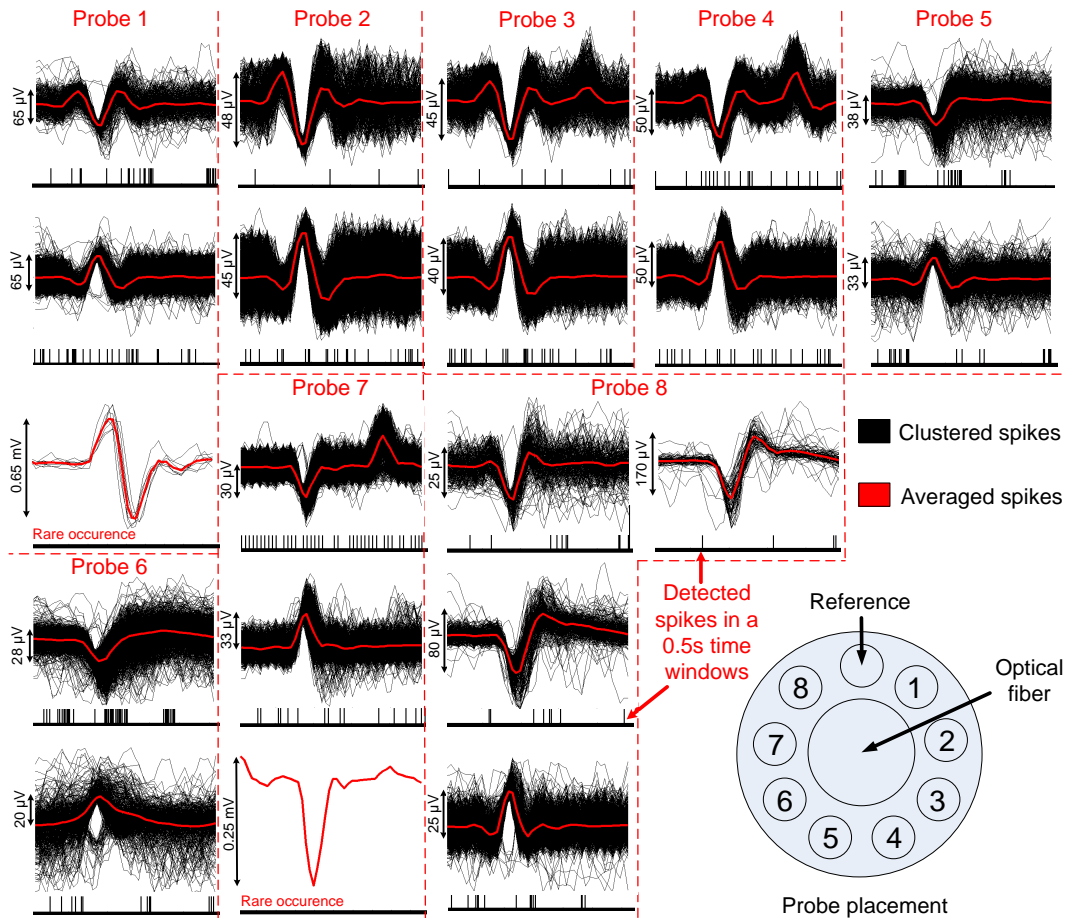 Probe 1
Probe 2
Probe 3
Probe 4
Probe 5
65 µV
48 µV
45 µV
50 µV
38 µV
65 µV
45 µV
40 µV
50 µV
33 µV
Probe 7
Probe 8
0.665 mV
30 µV
25 µV
170 µV
Clustered spikes
Averaged spikes
Rare occurence
Probe 6
28 µV
33 µV
80 µV
Detected
spikes in a
0.5s time
windows
Reference
Optical
fiber
8
1
7
2
6
3
5
4
20 µV
0.25 mV
25 µV
Rare occurence
Probe placement